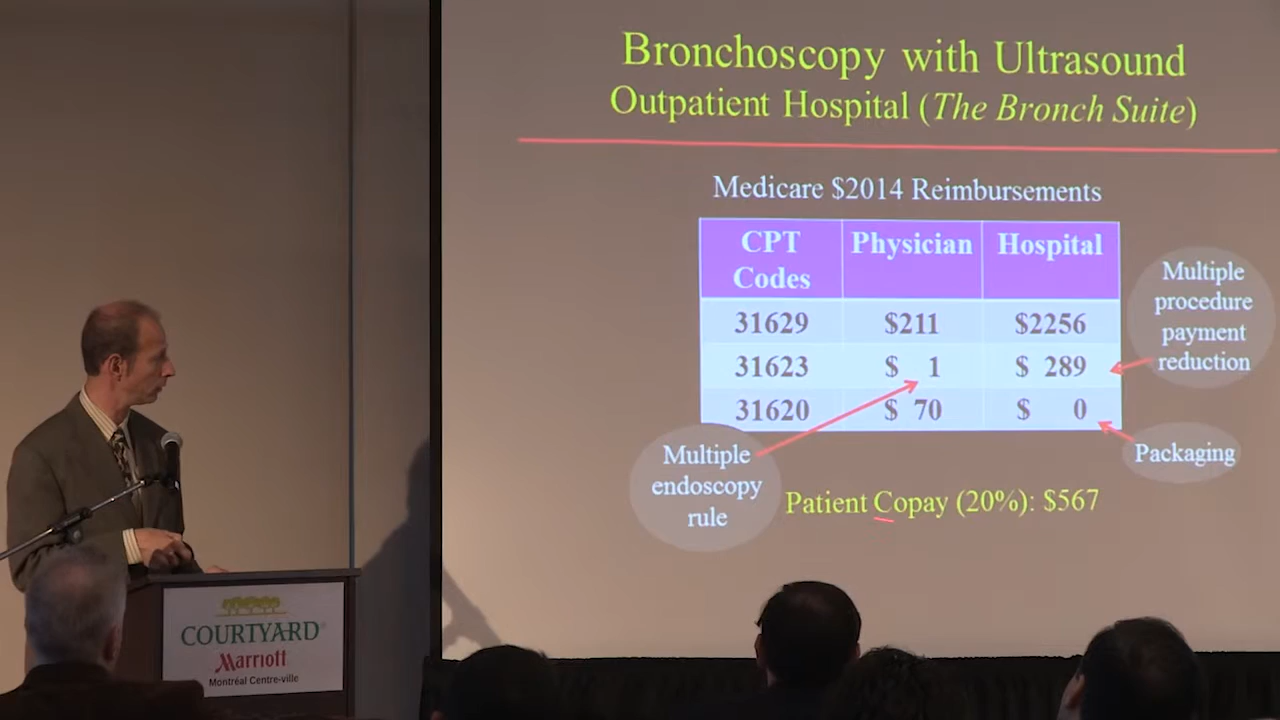 Bronchoscopy with Ultrasound
Outpatient Hospital (The Bronch Suite)
Medicare $2014 Reimbursements
CPT Codes Physician Hospital
31629 $211 $2256
31623 $ 1 $ 289
31620 $ 70 $ 0
Multiple
procedure
payment
reduction
Packaging
Multiple
endoscopy
rule
Patient Copay (20%): $567
COURTYARD®
Marriott
Montréal Centre-ville